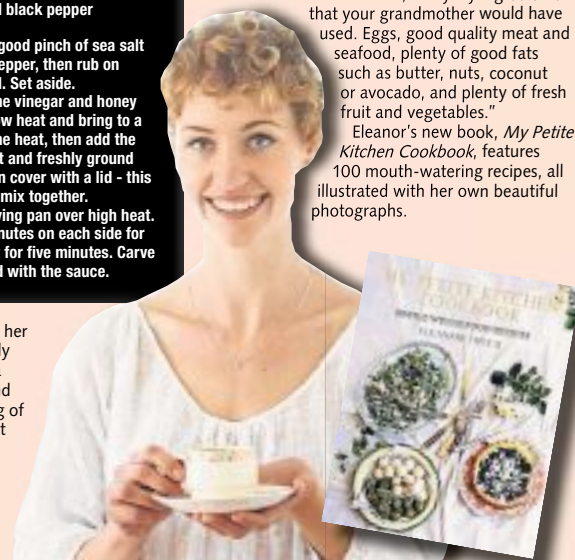 d black pepper
good pinch of sea salt
epper, then rub on
l. Set aside.
ne vinegar and honey
w heat and bring to a
ne heat, then add the
t and freshly ground
n cover with a lid - this
mix together.
ying pan over high heat.
nutes on each side for
for five minutes. Carve
d with the sauce.
her
ly
nd
g of
t
that your grandmother would have
used. Eggs, good quality meat and
seafood, plenty of good fats
such as butter, nuts, coconut
or avocado, and plenty of fresh
fruit and vegetables.”
Eleanor’s new book, My Petite
Kitchen Cookbook, features
100 mouth-watering recipes, all
illustrated with her own beautiful
photographs.
MY PETITE KITCHEN
COOKBOOK